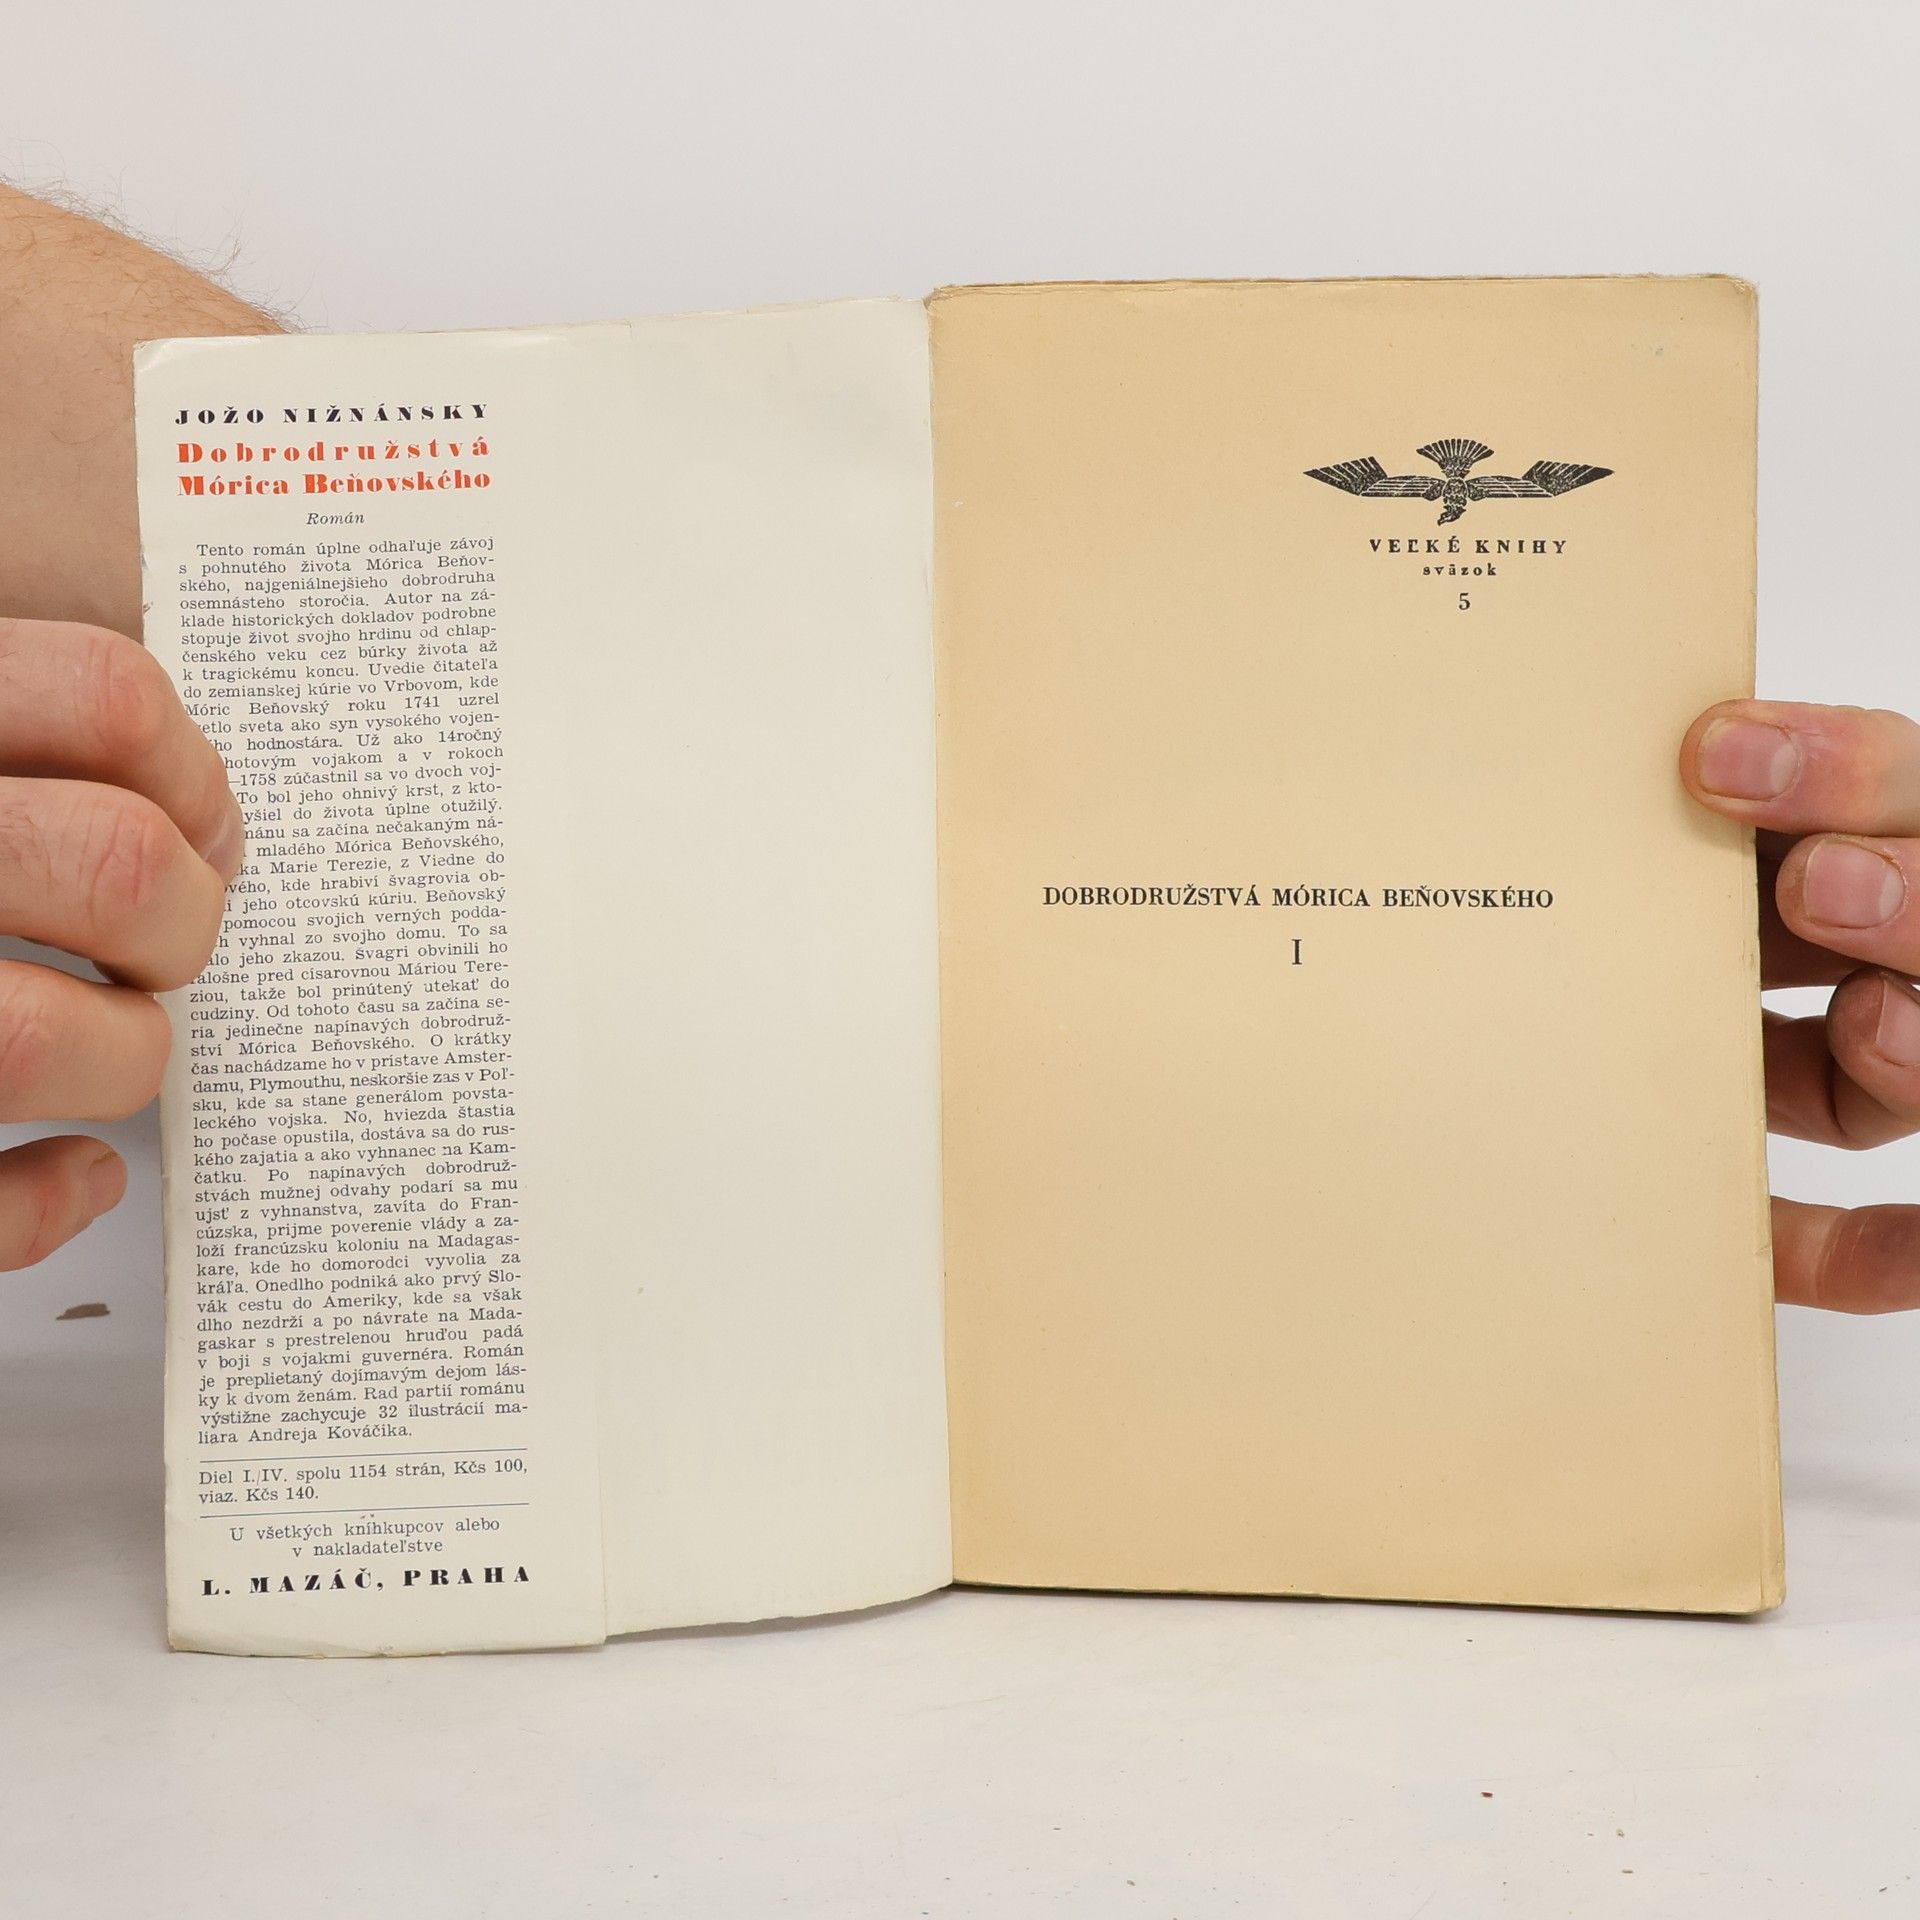 JOŽO NIŽNÁNSKY
Dobrodružstvá
Mórica Beňovského
Román
Tento román úplne odhaľuje závoj
s pohnutého života Mórica Beňov-
ského, najgeniálnejšieho dobrodruha
osemnásteho storočia. Autor na zá-
klade historických dokladov podrobne
stopuje život svojho hrdinu od chlap-
čenského veku cez búrky života až
k tragickému koncu. Uvedie čitateľa
do zemianskej kúrie vo Vrbovom, kde
Móric Beňovský roku 1741 uzrel
sveta ako syn vysokého vojen-
hodnostára. Už ako 14ročný
hotovým vojakom a v rokoch
—1758 zúčastnil sa vo dvoch voj-
To bol jeho ohnivý krst, z kto-
do života úplne otužilý.
sa začína nečakaným ná-
mladého Mórica Beňovského,
Marie Terezie, z Viedne do
kde hrabiví švagrovia ob-
jeho otcovskú kúriu. Beňovský
pomocou svojich verných podda-
vyhnal zo svojho domu. To sa
jeho zkazou. Švagri obvinili ho
falošne pred císarovnou Máriou Tere-
ziou, takže bol prinútený utekať do
cudziny. Od tohoto času sa začína se-
ria jedinečne napínavých dobrodruž-
ství Mórica Beňovského. O krátky
čas nachádzame ho v prístave Amster-
damu, Plymouthu, neskoršie zas v Poľ-
sku, kde sa stane generálom povsta-
leckého vojska. No, hviezda štastia
ho počase opustila, dostáva sa do rus-
kého zajatia a ako vyhnanec na Kam-
čatku. Po napínavých dobrodruž-
stvách mužnej odvahy podarí sa mu
ujsť z vyhnanstva, zavíta do Fran-
cúzska, prijme poverenie vlády a za-
loží francúzsku koloniu na Madagas-
kare, kde ho domorodci vyvolia za
kráľa. Onedlho podniká ako prvý Slo-
vák cestu do Ameriky, kde sa však
dlho nezdrží a po návrate na Mada-
gaskar s prestrelenou hruďou padá
v boji s vojakmi guvernéra. Román
je prepletaný dojímavým dejom lás-
ky k dvom ženám. Rad partií románu
výstižne zachycuje 32 ilustrácií ma-
liara Andreja Kováčika.
Diel I./IV. spolu 1154 strán, Kčs 100,
viaz. Kčs 140.
U všetkých kníhkupcov alebo
v nakladateľstve
L. MAZÁČ, PRAHA
VEĽKÉ KNIHY
sväzok
5
DOBRODRUŽSTVÁ MÓRICA BEŇOVSKÉHO
I